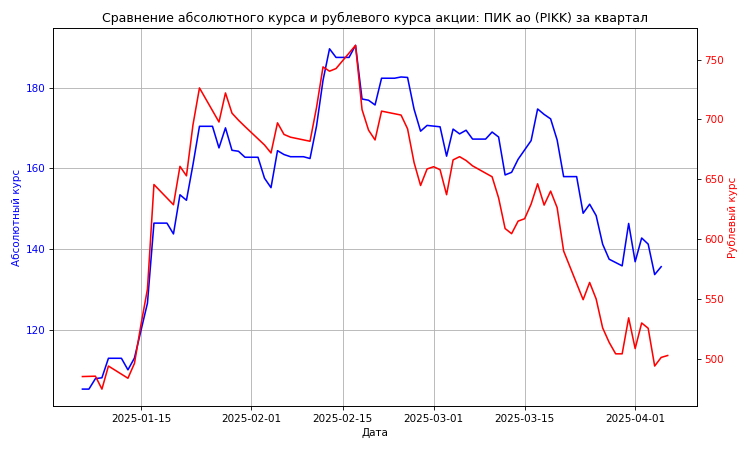 Сравнение абсолютного курса и рублевого курса акции: ПИК ао (PIKK) за квартал
Абсолютный курс
180
160
140
120
750
700
650
600
550
500
Рублевый курс
2025-01-15 2025-02-01 2025-02-15 2025-03-01 2025-03-15 2025-04-01
Дата